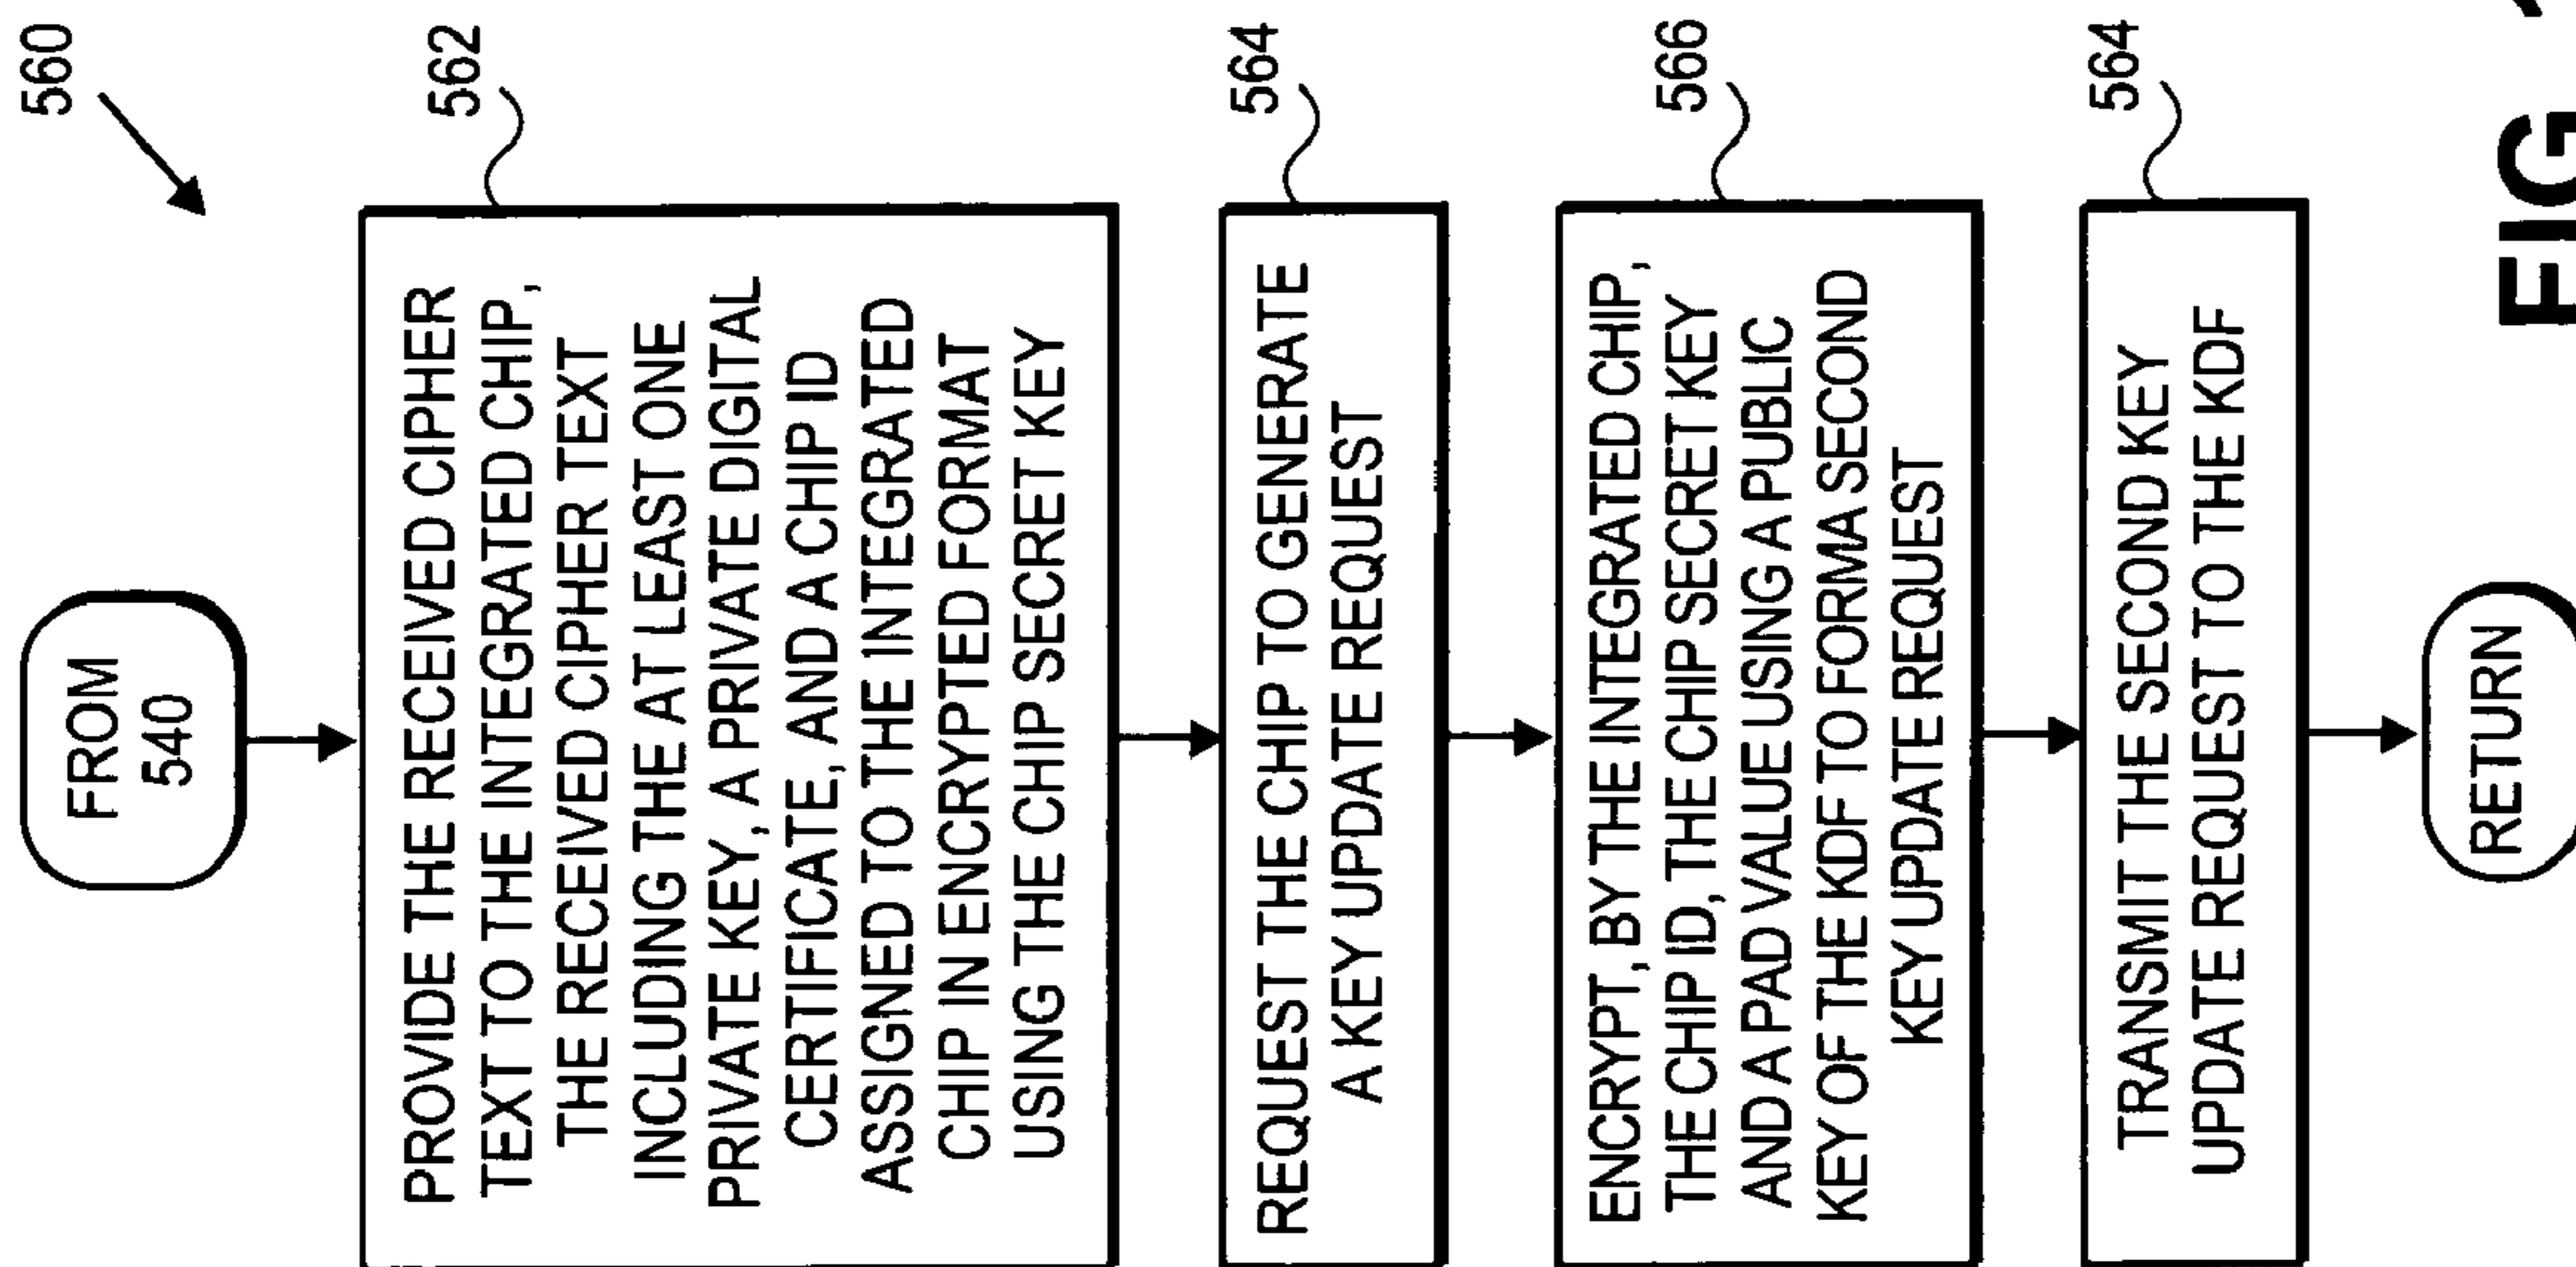 560
FROM
540
562
PROVIDE THE RECEIVED CIPHER
TEXT TO THE INTEGRATED CHIP,
THE RECEIVED CIPHER TEXT
INCLUDING THE AT LEAST ONE
PRIVATE KEY, A PRIVATE DIGITAL
CERTIFICATE, AND A CHIP ID
ASSIGNED TO THE INTEGRATED
CHIP IN ENCRYPTED FORMAT
USING THE CHIP SECRET KEY
564
REQUEST THE CHIP TO GENERATE
A KEY UPDATE REQUEST
566
ENCRYPT, BY THE INTEGRATED CHIP,
THE CHIP ID, THE CHIP SECRET KEY
AND A PAD VALUE USING A PUBLIC
KEY OF THE KDF TO FORM A SECOND
KEY UPDATE REQUEST
564
TRANSMIT THE SECOND KEY
UPDATE REQUEST TO THE KDF
RETURN
FIG